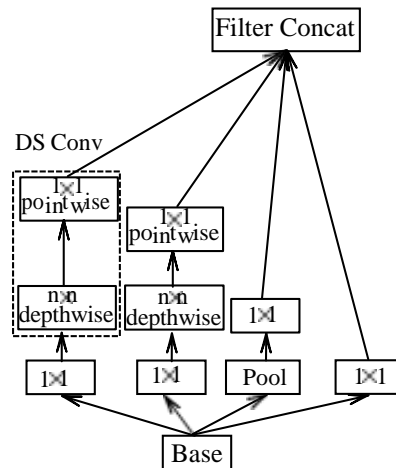 Filter Concat
DS Conv
1×1
pointwise
1×1
pointwise
n×n
depthwise
n×n
depthwise
1×1
1×1
1×1
Pool
1×1
Base